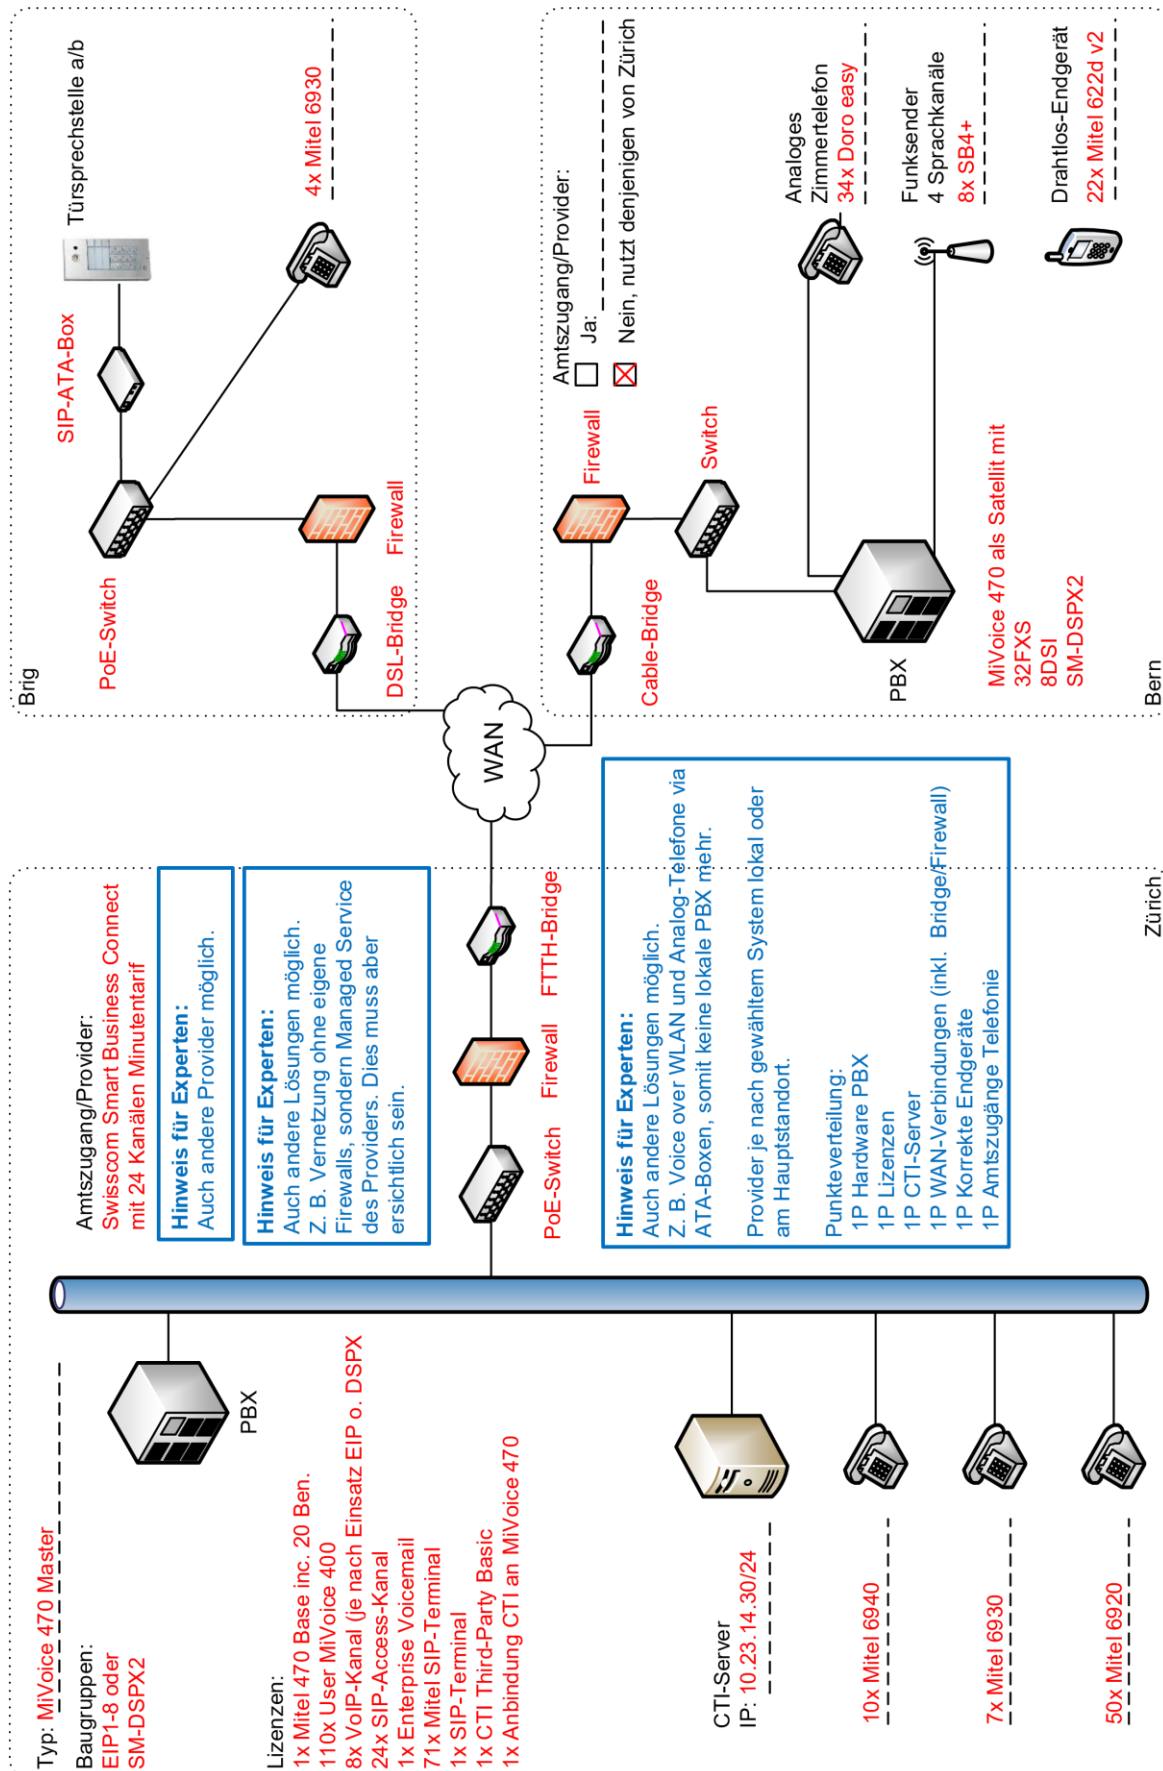 Typ: MiVoice 470 Master
Baugruppen:
EIP1-8 oder
SM-DSPX2
PBX
Lizenzen:
1x Mitel 470 Base inc. 20 Ben.
110x User MiVoice 400
8x VoIP-Kanal (je nach Einsatz EIP o. DSPX
24x SIP-Access-Kanal
1x Enterprise Voicemail
71x Mitel SIP-Terminal
1x SIP-Terminal
1x CTI Third-Party Basic
1x Anbindung CTI an MiVoice 470
CTI-Server
IP: 10.23.14.30/24
10x Mitel 6940
7x Mitel 6930
50x Mitel 6920
Amtszugang/Provider:
Swisscom Smart Business Connect
mit 24 Kanälen Minutentarif
Hinweis für Experten:
Auch andere Provider möglich.
Hinweis für Experten:
Auch andere Lösungen möglich.
Z. B. Vernetzung ohne eigene
Firewalls, sondern Managed Service
des Providers. Dies muss aber
ersichtlich sein.
PoE-Switch
Firewall
FTTH-Bridge
Hinweis für Experten:
Auch andere Lösungen möglich.
Z. B. Voice over WLAN und Analog-Telefone via
ATA-Boxen, somit keine lokale PBX mehr.
Provider je nach gewähltem System lokal oder
am Hauptstandort.
Punkteverteilung:
1P Hardware PBX
1P Lizenzen
1P CTI-Server
1P WAN-Verbindungen (inkl. Bridge/Firewall)
1P Korrekte Endgeräte
1P Amtszugänge Telefonie
Zürich
WAN
Brig
PoE-Switch
SIP-ATA-Box
Türsprechstelle a/b
4x Mitel 6930
DSL-Bridge
Firewall
Amtszugang/Provider:
Ja:
Nein, nutzt denjenigen von Zürich
Cable-Bridge
Firewall
Switch
Analoges
Zimmertelefon
34x Doro easy
Funksender
4 Sprachkanäle
8x SB4+
Drahtlos-Endgerät
22x Mitel 622d v2
PBX
MiVoice 470 als Satellit mit
32FXS
8DSI
SM-DSPX2
Bern